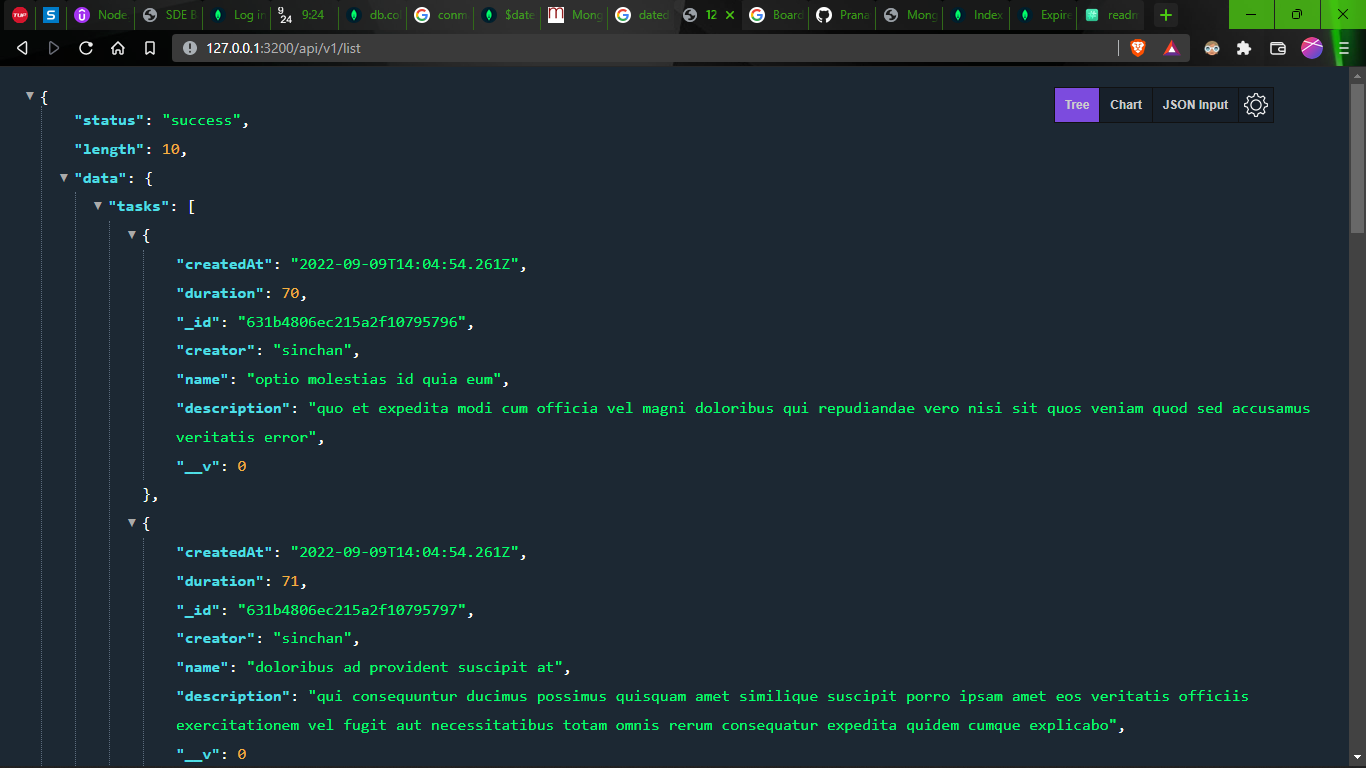 Node.
SDE B
Log in
9 24 9:24
db.co
conm
$date
Mong
dated
12
Board
Prana
Mong
Index
Expire
readm
127.0.0.1:3200/api/v1/list
Tree Chart JSON Input
{
"status": "success",
"length": 10,
"data": {
"tasks": [
{
"createdAt": "2022-09-09T14:04:54.261Z",
"duration": 70,
"_id": "631b4806ec215a2f10795796",
"creator": "sinchan",
"name": "optio molestias id quia eum",
"description": "quo et expedita modi cum officia vel magni doloribus qui repudiandae vero nisi sit quos veniam quod sed accusamus
veritatis error",
"__v": 0
},
{
"createdAt": "2022-09-09T14:04:54.261Z",
"duration": 71,
"_id": "631b4806ec215a2f10795797",
"creator": "sinchan",
"name": "doloribus ad provident suscipit at",
"description": "qui consequuntur ducimus possimus quisquam amet similique suscipit porro ipsam amet eos veritatis officiis
exercitationem vel fugit aut necessitatibus totam omnis rerum consequatur expedita quidem cumque explicabo",
"__v": 0